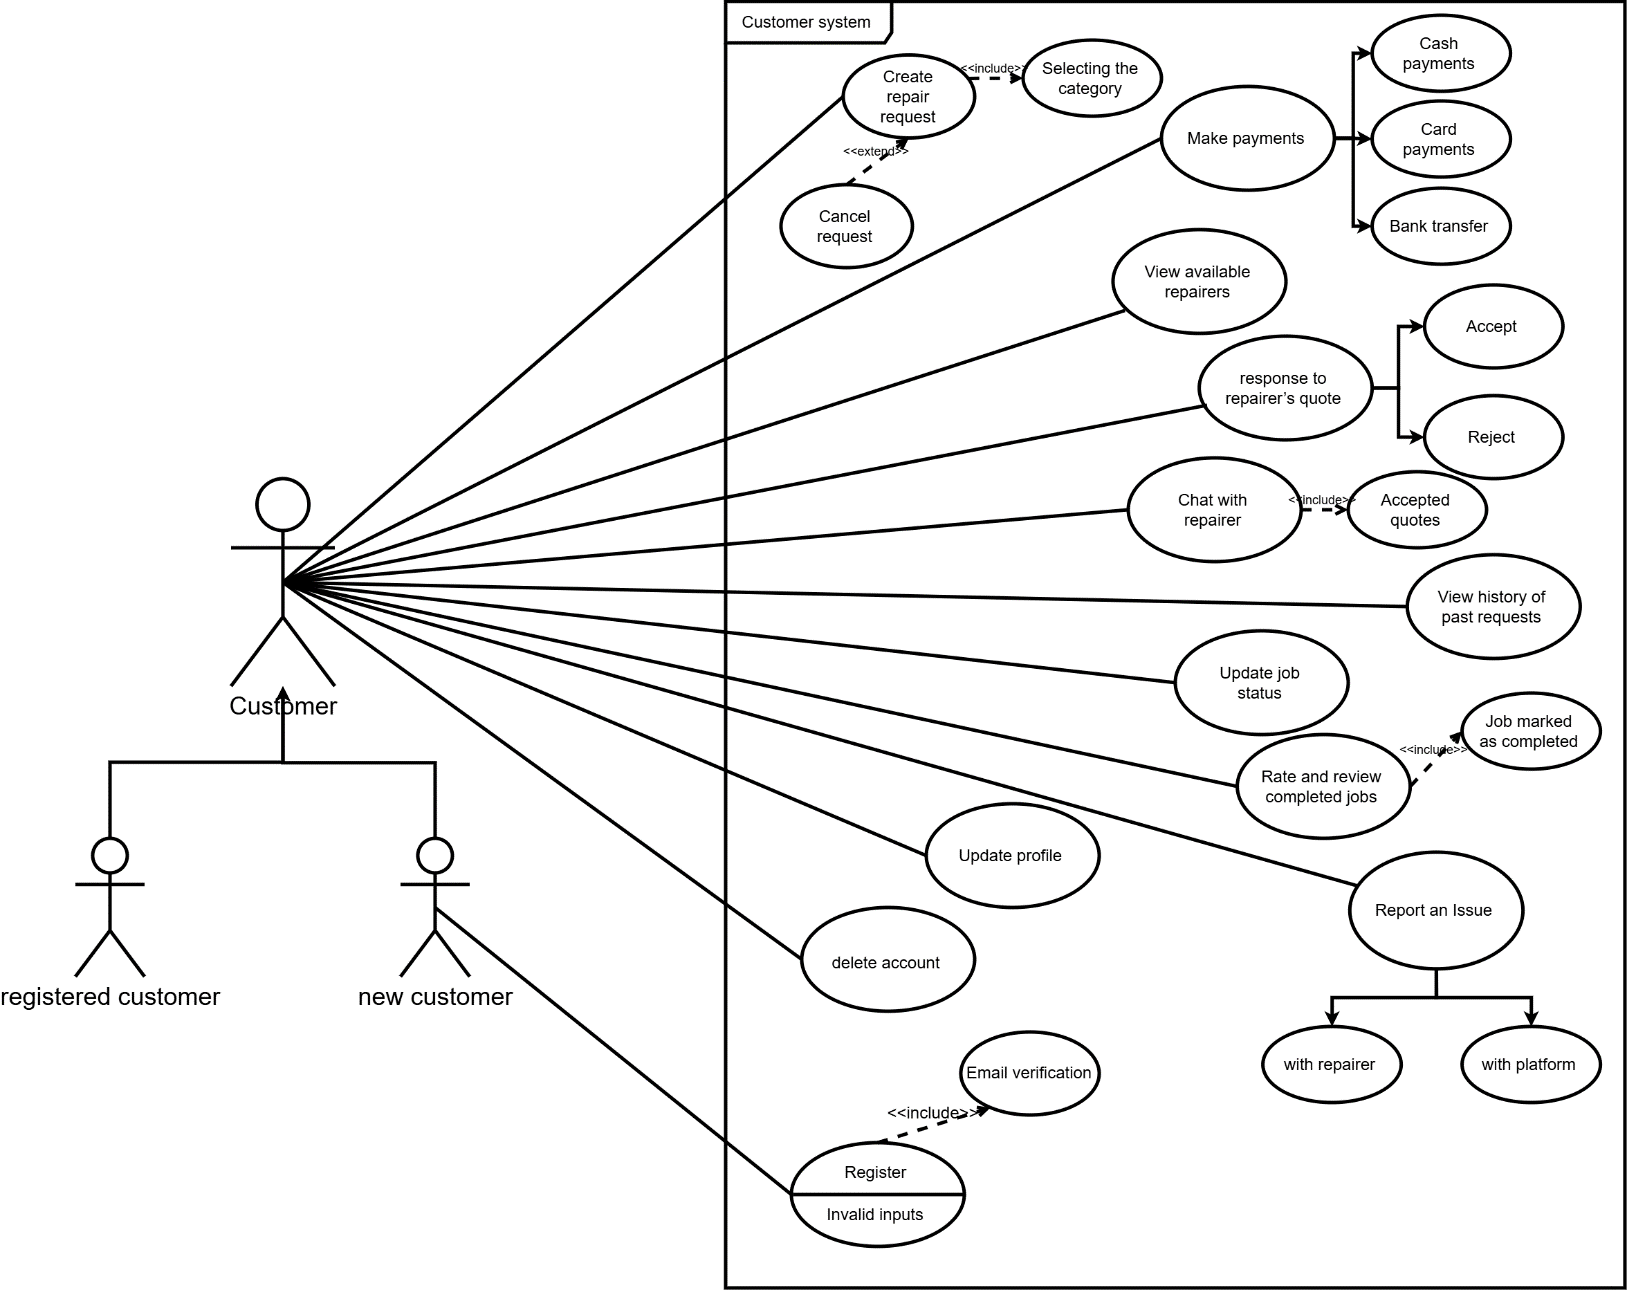 Customer system
Create
repair
request
<<include>>
Selecting the
category
<<extend>>
Cancel
request
Make payments
Cash
payments
Card
payments
Bank transfer
View available
repairers
response to
repairer’s quote
Accept
Reject
Chat with
repairer
<<include>>
Accepted
quotes
View history of
past requests
Update job
status
Rate and review
completed jobs
<<include>>
Job marked
as completed
Customer
Update profile
Report an Issue
delete account
registered customer
new customer
with repairer
with platform
Email verification
<<include>>
Register
Invalid inputs